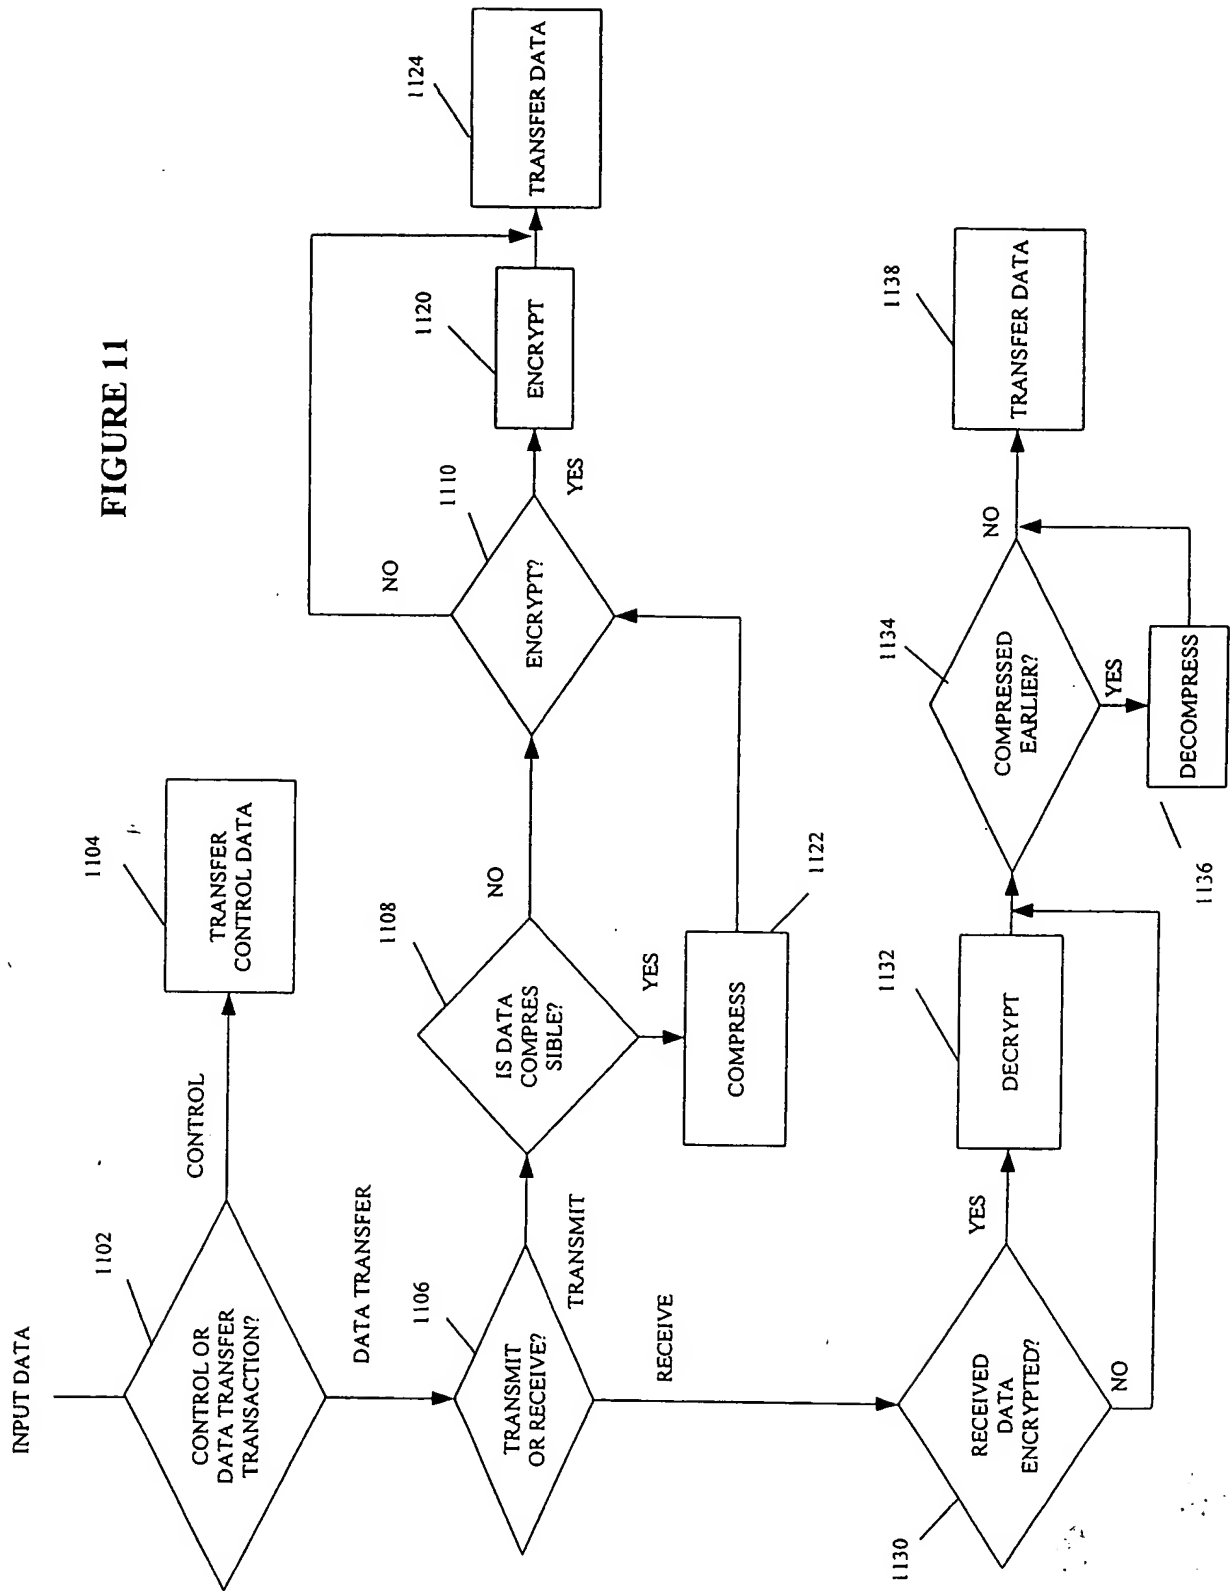 FIGURE 11
INPUT DATA
1102
CONTROL OR
DATA TRANSFER
TRANSACTION?
CONTROL
1104
TRANSFER
CONTROL DATA
DATA TRANSFER
1106
TRANSMIT
OR RECEIVE?
TRANSMIT
1108
IS DATA
COMPRES
SIBLE?
NO
YES
COMPRESS
1122
1110
ENCRYPT?
NO
YES
1120
ENCRYPT
1124
TRANSFER DATA
RECEIVE
1130
RECEIVED
DATA
ENCRYPTED?
YES
NO
1132
DECRYPT
1134
COMPRESSED
EARLIER?
NO
YES
1136
DECOMPRESS
1138
TRANSFER DATA